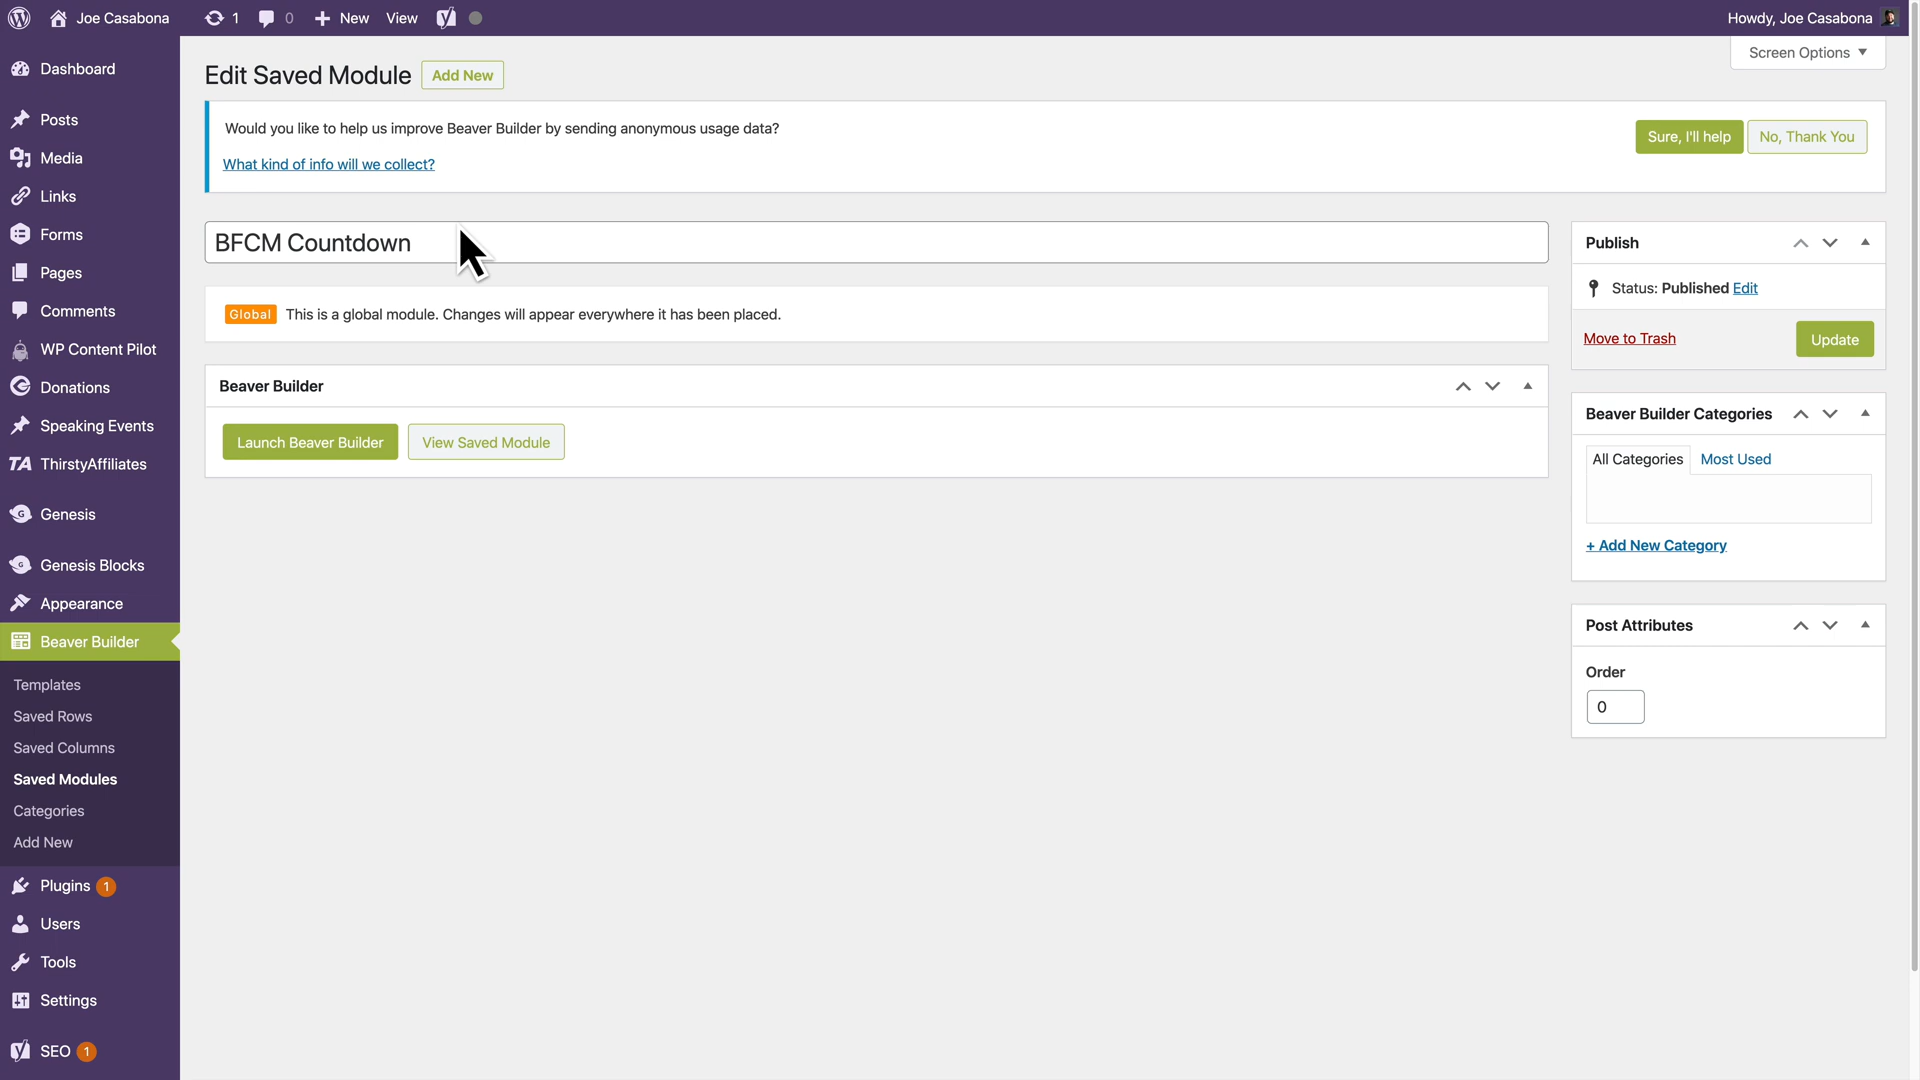 Joe Casabona
1
0
New
View
Howdy, Joe Casabona
Screen Options
Dashboard
Posts
Media
Links
Forms
Pages
Comments
WP Content Pilot
Donations
Speaking Events
TA ThirstyAffiliates
Genesis
Genesis Blocks
Appearance
Beaver Builder
Templates
Saved Rows
Saved Columns
Saved Modules
Categories
Add New
Plugins 1
Users
Tools
Settings
SEO 1
Edit Saved Module
Add New
Would you like to help us improve Beaver Builder by sending anonymous usage data?
What kind of info will we collect?
Sure, I'll help
No, Thank You
BFCM Countdown
Global This is a global module. Changes will appear everywhere it has been placed.
Beaver Builder
Launch Beaver Builder
View Saved Module
Publish
Status: Published Edit
Move to Trash
Update
Beaver Builder Categories
All Categories
Most Used
+ Add New Category
Post Attributes
Order
0